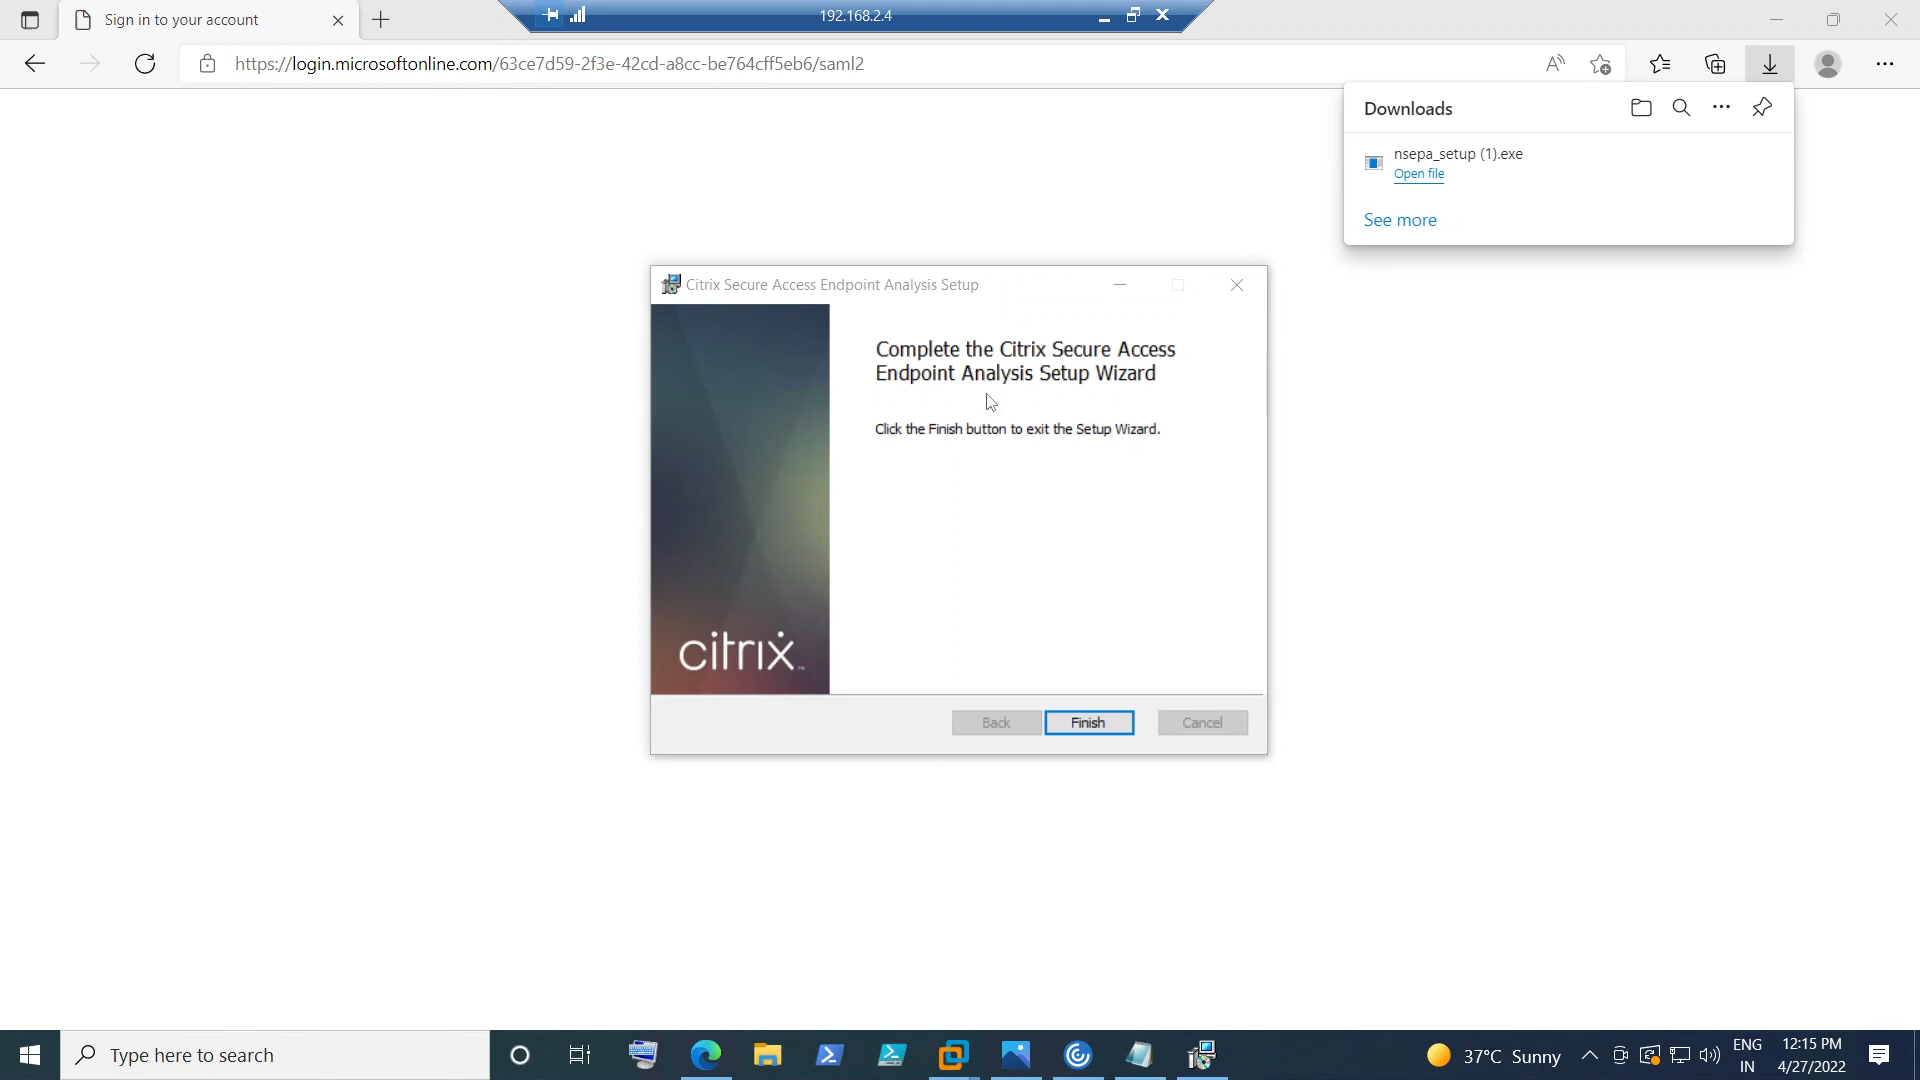 Sign in to your account
192.168.2.4
https://login.microsoftonline.com/63ce7d59-2f3e-42cd-a8cc-be764cff5eb6/saml2
Downloads
nsepa_setup (1).exe
Open file
See more
Citrix Secure Access Endpoint Analysis Setup
Complete the Citrix Secure Access
Endpoint Analysis Setup Wizard
Click the Finish button to exit the Setup Wizard.
citrix™
Back
Finish
Cancel
Type here to search
37°C Sunny
ENG
IN
12:15 PM
4/27/2022